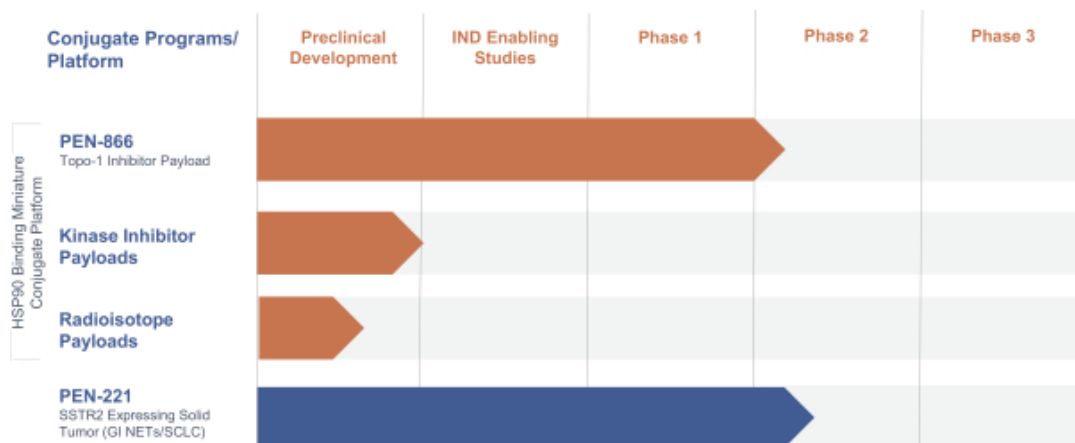 Conjugate Programs/
Platform
Preclinical
Development
IND Enabling
Studies
Phase 1
Phase 2
Phase 3
HSP90 Binding Miniature
Conjugate Platform
PEN-866
Topo-1 Inhibitor Payload
Kinase Inhibitor
Payloads
Radioisotope
Payloads
PEN-221
SSTR2 Expressing Solid
Tumor (GI NETs/SCLC)